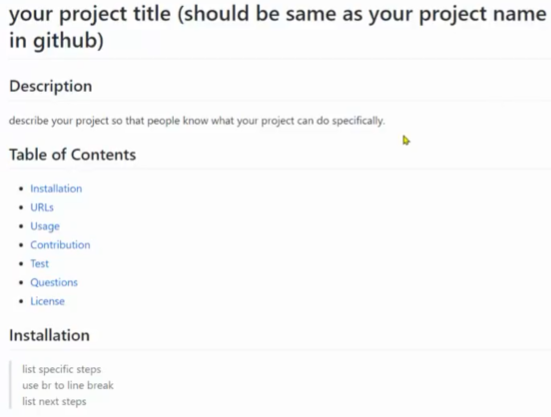 your project title (should be same as your project name
in github)
Description
describe your project so that people know what your project can do specifically.
Table of Contents
Installation
URLs
Usage
Contribution
Test
Questions
License
Installation
list specific steps
use br to line break
list next steps